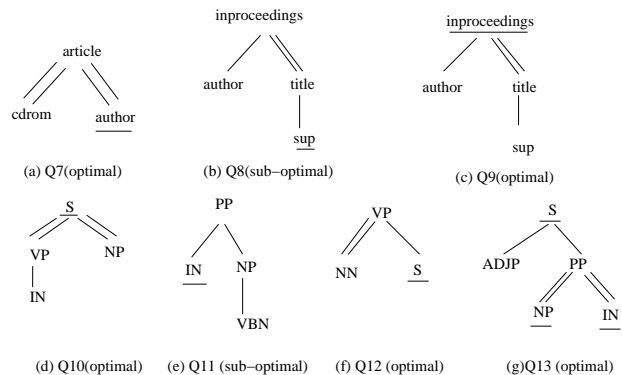 article
cdrom
author
(a) Q7(optimal)
inproceedings
author
title
sup
(b) Q8(sub-optimal)
inproceedings
author
title
sup
(c) Q9(optimal)
S
VP
NP
IN
(d) Q10(optimal)
PP
IN
NP
VBN
(e) Q11 (sub-optimal)
VP
NN
S
(f) Q12 (optimal)
S
ADJP
PP
NP
IN
(g)Q13 (optimal)